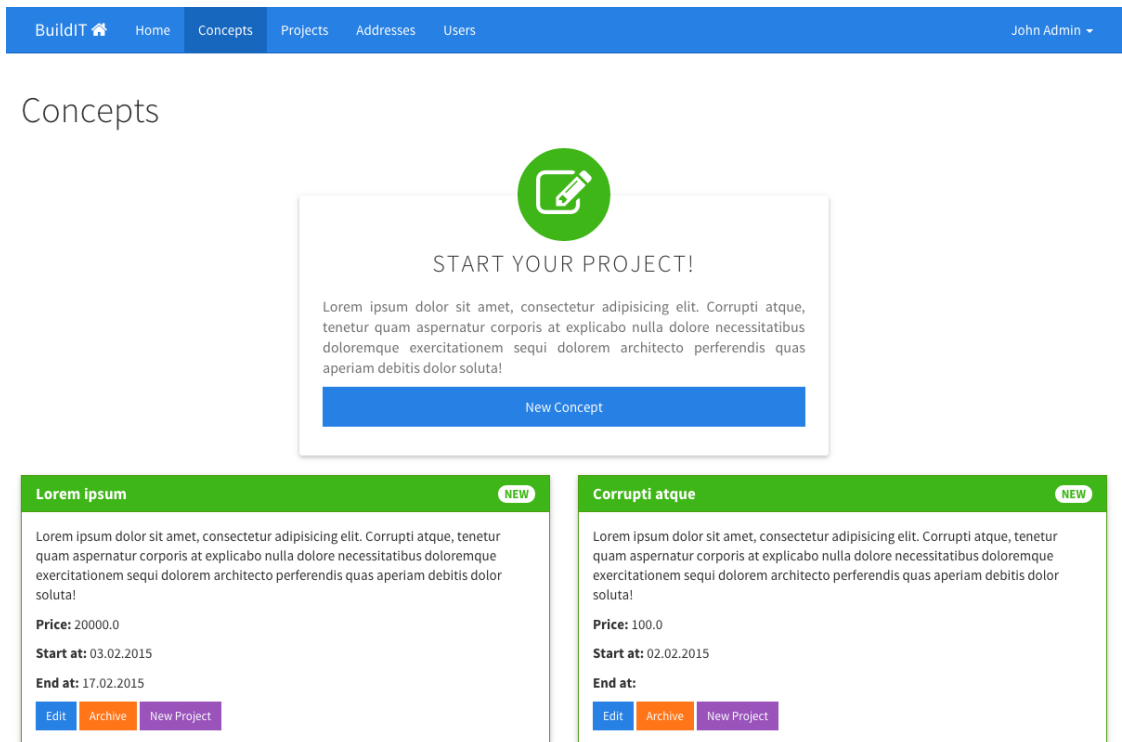 BuildIT Home Concepts Projects Addresses Users John Admin
Concepts
START YOUR PROJECT!
Lorem ipsum dolor sit amet, consectetur adipisicing elit. Corrupti atque,
tenetur quam aspernatur corporis at explicabo nulla dolore necessitatibus
doloremque exercitationem sequi dolorem architecto perferendis quas
aperiam debitis dolor soluta!
New Concept
Lorem ipsum NEW
Lorem ipsum dolor sit amet, consectetur adipisicing elit. Corrupti atque, tenetur
quam aspernatur corporis at explicabo nulla dolore necessitatibus doloremque
exercitationem sequi dolorem architecto perferendis quas aperiam debitis dolor
soluta!
Price: 20000.0
Start at: 03.02.2015
End at: 17.02.2015
Edit Archive New Project
Corrupti atque NEW
Lorem ipsum dolor sit amet, consectetur adipisicing elit. Corrupti atque, tenetur
quam aspernatur corporis at explicabo nulla dolore necessitatibus doloremque
exercitationem sequi dolorem architecto perferendis quas aperiam debitis dolor
soluta!
Price: 100.0
Start at: 02.02.2015
End at:
Edit Archive New Project